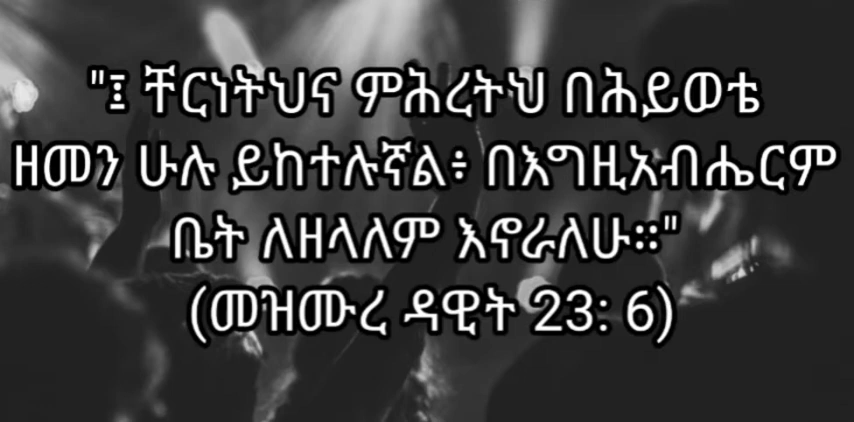 "፤ ቸርነትህና ምሕረትህ በሕይወቴ
ዘመን ሁሉ ይከተሉኛል፥ በእግዚአብሔርም
ቤት ለዘላለም እኖራለሁ።"
(መዝሙረ ዳዊት 23: 6)